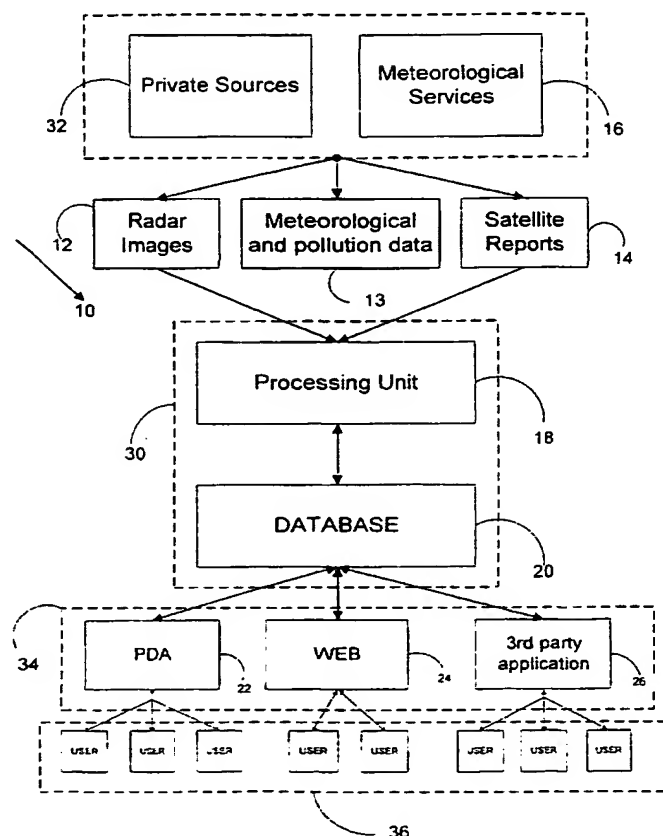 Private Sources
Meteorological
Services
32
16
12
Radar
Images
Meteorological
and pollution data
Satellite
Reports
14
13
10
Processing Unit
30
18
DATABASE
20
34
PDA
22
WEB
24
3rd party
application
26
USER
USER
USER
USER
USER
USER
USER
USER
36